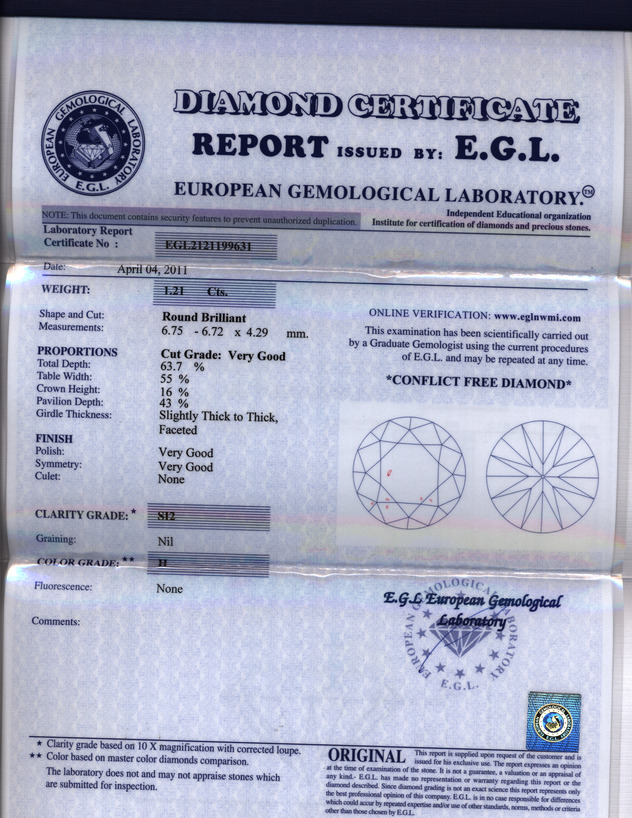 EUROPEAN GEMOLOGICAL LABORATORY
E.G.L.
DIAMOND CERTIFICATE
REPORT ISSUED BY: E.G.L.
EUROPEAN GEMOLOGICAL LABORATORY.™
NOTE: This document contains security features to prevent unauthorized duplication.
Independent Educational organization
Institute for certification of diamonds and precious stones.
Laboratory Report
Certificate No : EGL2121199631
Date: April 04, 2011
WEIGHT: 1.21 Cts.
Shape and Cut: Round Brilliant
Measurements: 6.75 - 6.72 x 4.29 mm.
PROPORTIONS Cut Grade: Very Good
Total Depth: 63.7 %
Table Width: 55 %
Crown Height: 16 %
Pavilion Depth: 43 %
Girdle Thickness: Slightly Thick to Thick,
Faceted
FINISH
Polish: Very Good
Symmetry: Very Good
Culet: None
CLARITY GRADE: * SI2
Graining: Nil
COLOR GRADE: ** H
Fluorescence: None
Comments:
ONLINE VERIFICATION: www.eglnwmi.com
This examination has been scientifically carried out
by a Graduate Gemologist using the current procedures
of E.G.L. and may be repeated at any time.
*CONFLICT FREE DIAMOND*
E.G.L European Gemological
Laboratory
EUROPEAN GEMOLOGICAL LABORATORY
E.G.L.
★ Clarity grade based on 10 X magnification with corrected loupe.
★★ Color based on master color diamonds comparison.
The laboratory does not and may not appraise stones which
are submitted for inspection.
ORIGINAL This report is supplied upon request of the customer and is
issued for his exclusive use. The report expresses an opinion
at the time of examination of the stone. It is not a guarantee, a valuation or an appraisal of
any kind.- E.G.L. has made no representation or warranty regarding this report or the
diamond described. Since diamond grading is not an exact science this report represents only
the best professional opinion of this company. E.G.L. is in no case responsible for differences
which could occur by repeated expertise and/or use of other standards, norms, methods or criteria
other than those chosen by E.G.L.